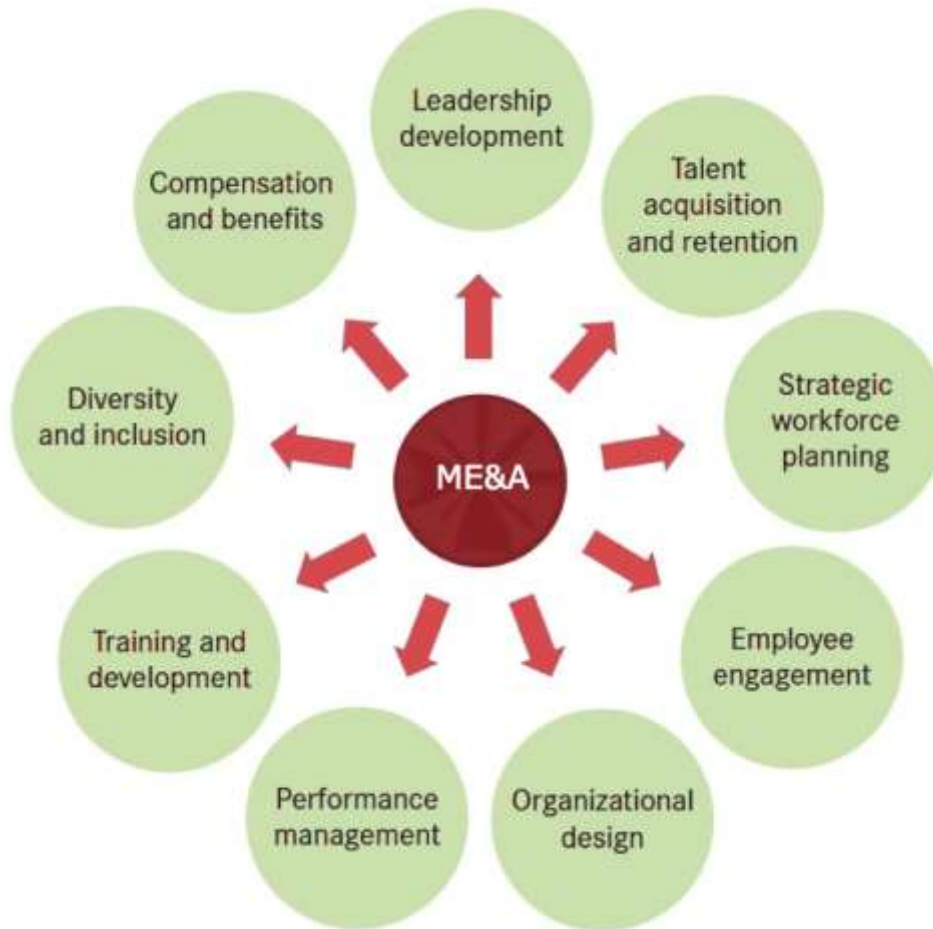 Leadership
development
Talent
acquisition
and retention
Strategic
workforce
planning
Employee
engagement
Organizational
design
Performance
management
Training and
development
Diversity
and inclusion
Compensation
and benefits
ME&A